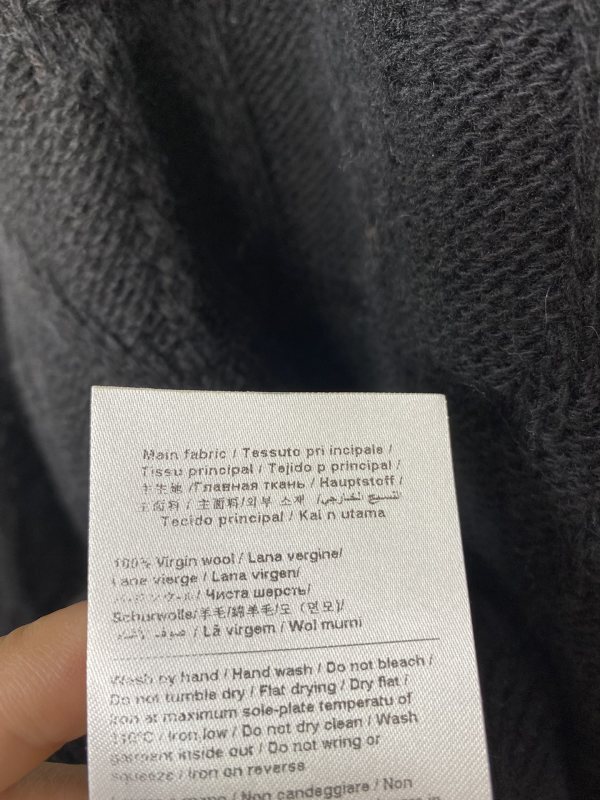 Main fabric / Tessuto pri incipale /
Tissu principal / Tejido p principal /
/Главная ткань / Hauptstoff /
主面料 / 主面料/외부 소재 /النسيج الخارجي/
Tecido principal / Kai n utama
100% Virgin wool / Lana vergine/
Lane vierge / Lana virgen/
/ Чиста шерсть/
Schurwolle/羊毛/綿羊毛/모 (면모)/
صوف / Lã virgem / Wol murni
Wash by hand / Hand wash / Do not bleach /
Do not tumble dry / Flat drying / Dry flat /
Iron at maximum sole-plate temperatu of
110°C / Iron low / Do not dry clean / Wash
garment inside out / Do not wring or
squeeze / Iron on reverse
mano / Non candeggiare / Non